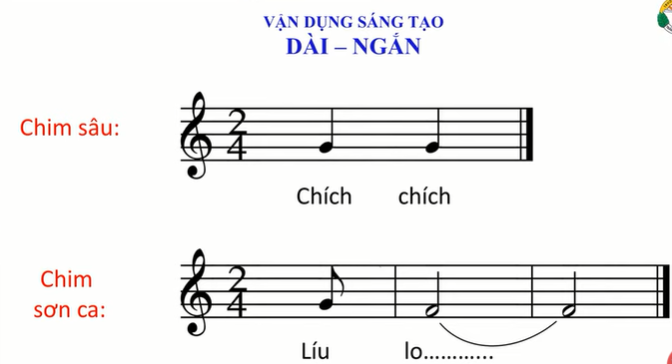 VẬN DỤNG SÁNG TẠO
DÀI – NGẮN
Chim sâu:
2
4
Chích chích
Chim
sơn ca:
2
4
Líu lo………...